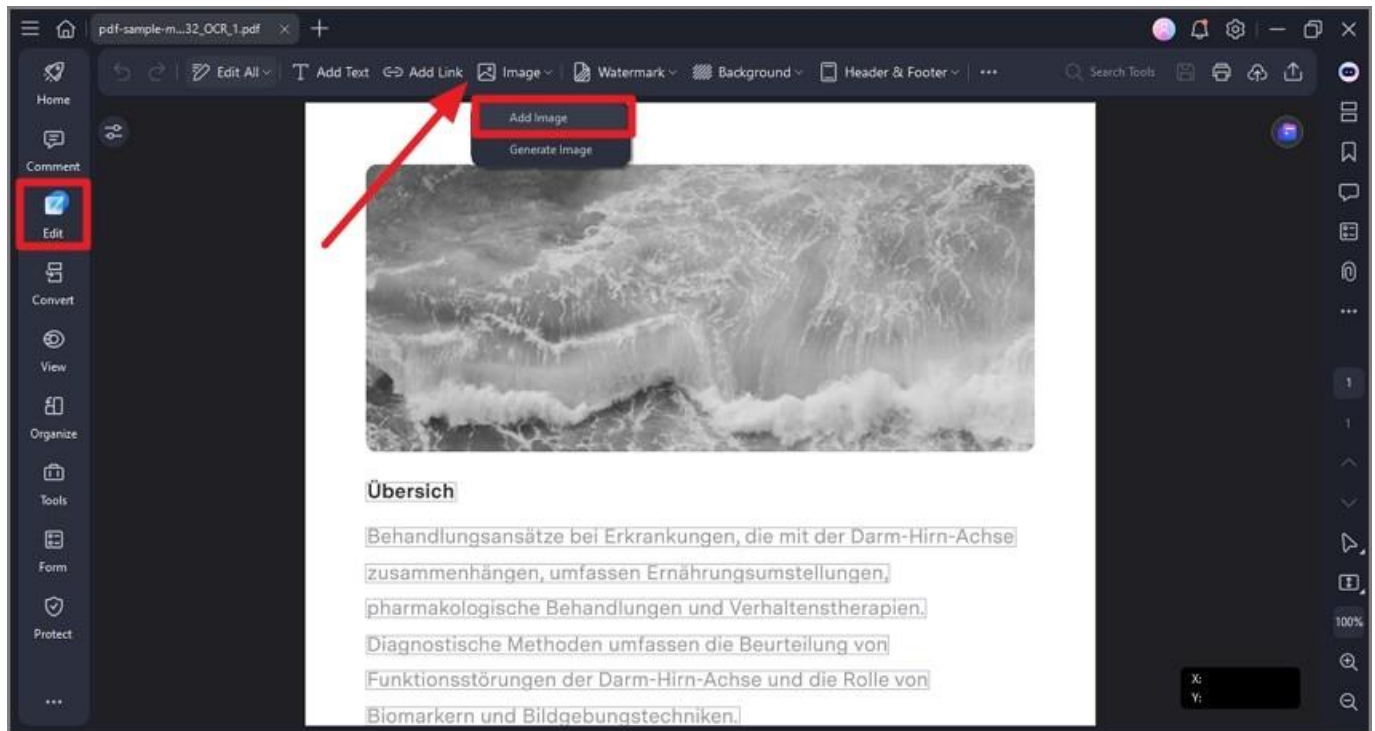 pdf-sample-m...32_OCR_1.pdf
Edit All
Add Text
Add Link
Image
Watermark
Background
Header & Footer
Search Tools
Add Image
Generate Image
Home
Comment
Edit
Convert
View
Organize
Tools
Form
Protect
Übersich
Behandlungsansätze bei Erkrankungen, die mit der Darm-Hirn-Achse
zusammenhängen, umfassen Ernährungsumstellungen,
pharmakologische Behandlungen und Verhaltenstherapien.
Diagnostische Methoden umfassen die Beurteilung von
Funktionsstörungen der Darm-Hirn-Achse und die Rolle von
Biomarkern und Bildgebungstechniken.
1
1
100%
X:
Y: